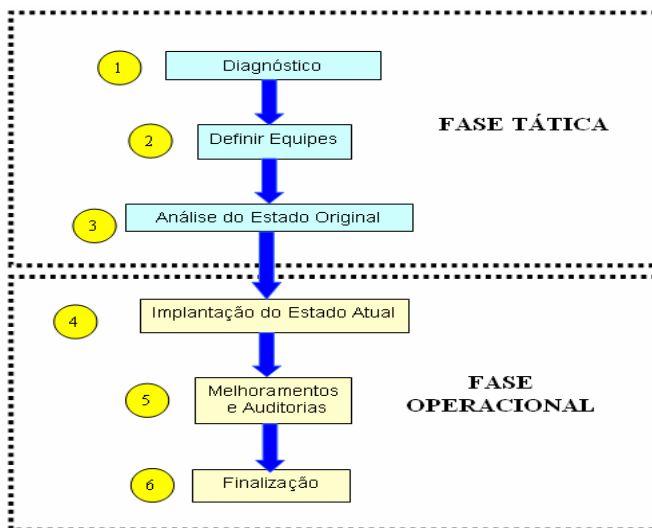 1
Diagnóstico
2
Definir Equipes
FASE TÁTICA
3
Análise do Estado Original
4
Implantação do Estado Atual
5
Melhoramentos
e Auditorias
FASE
OPERACIONAL
6
Finalização